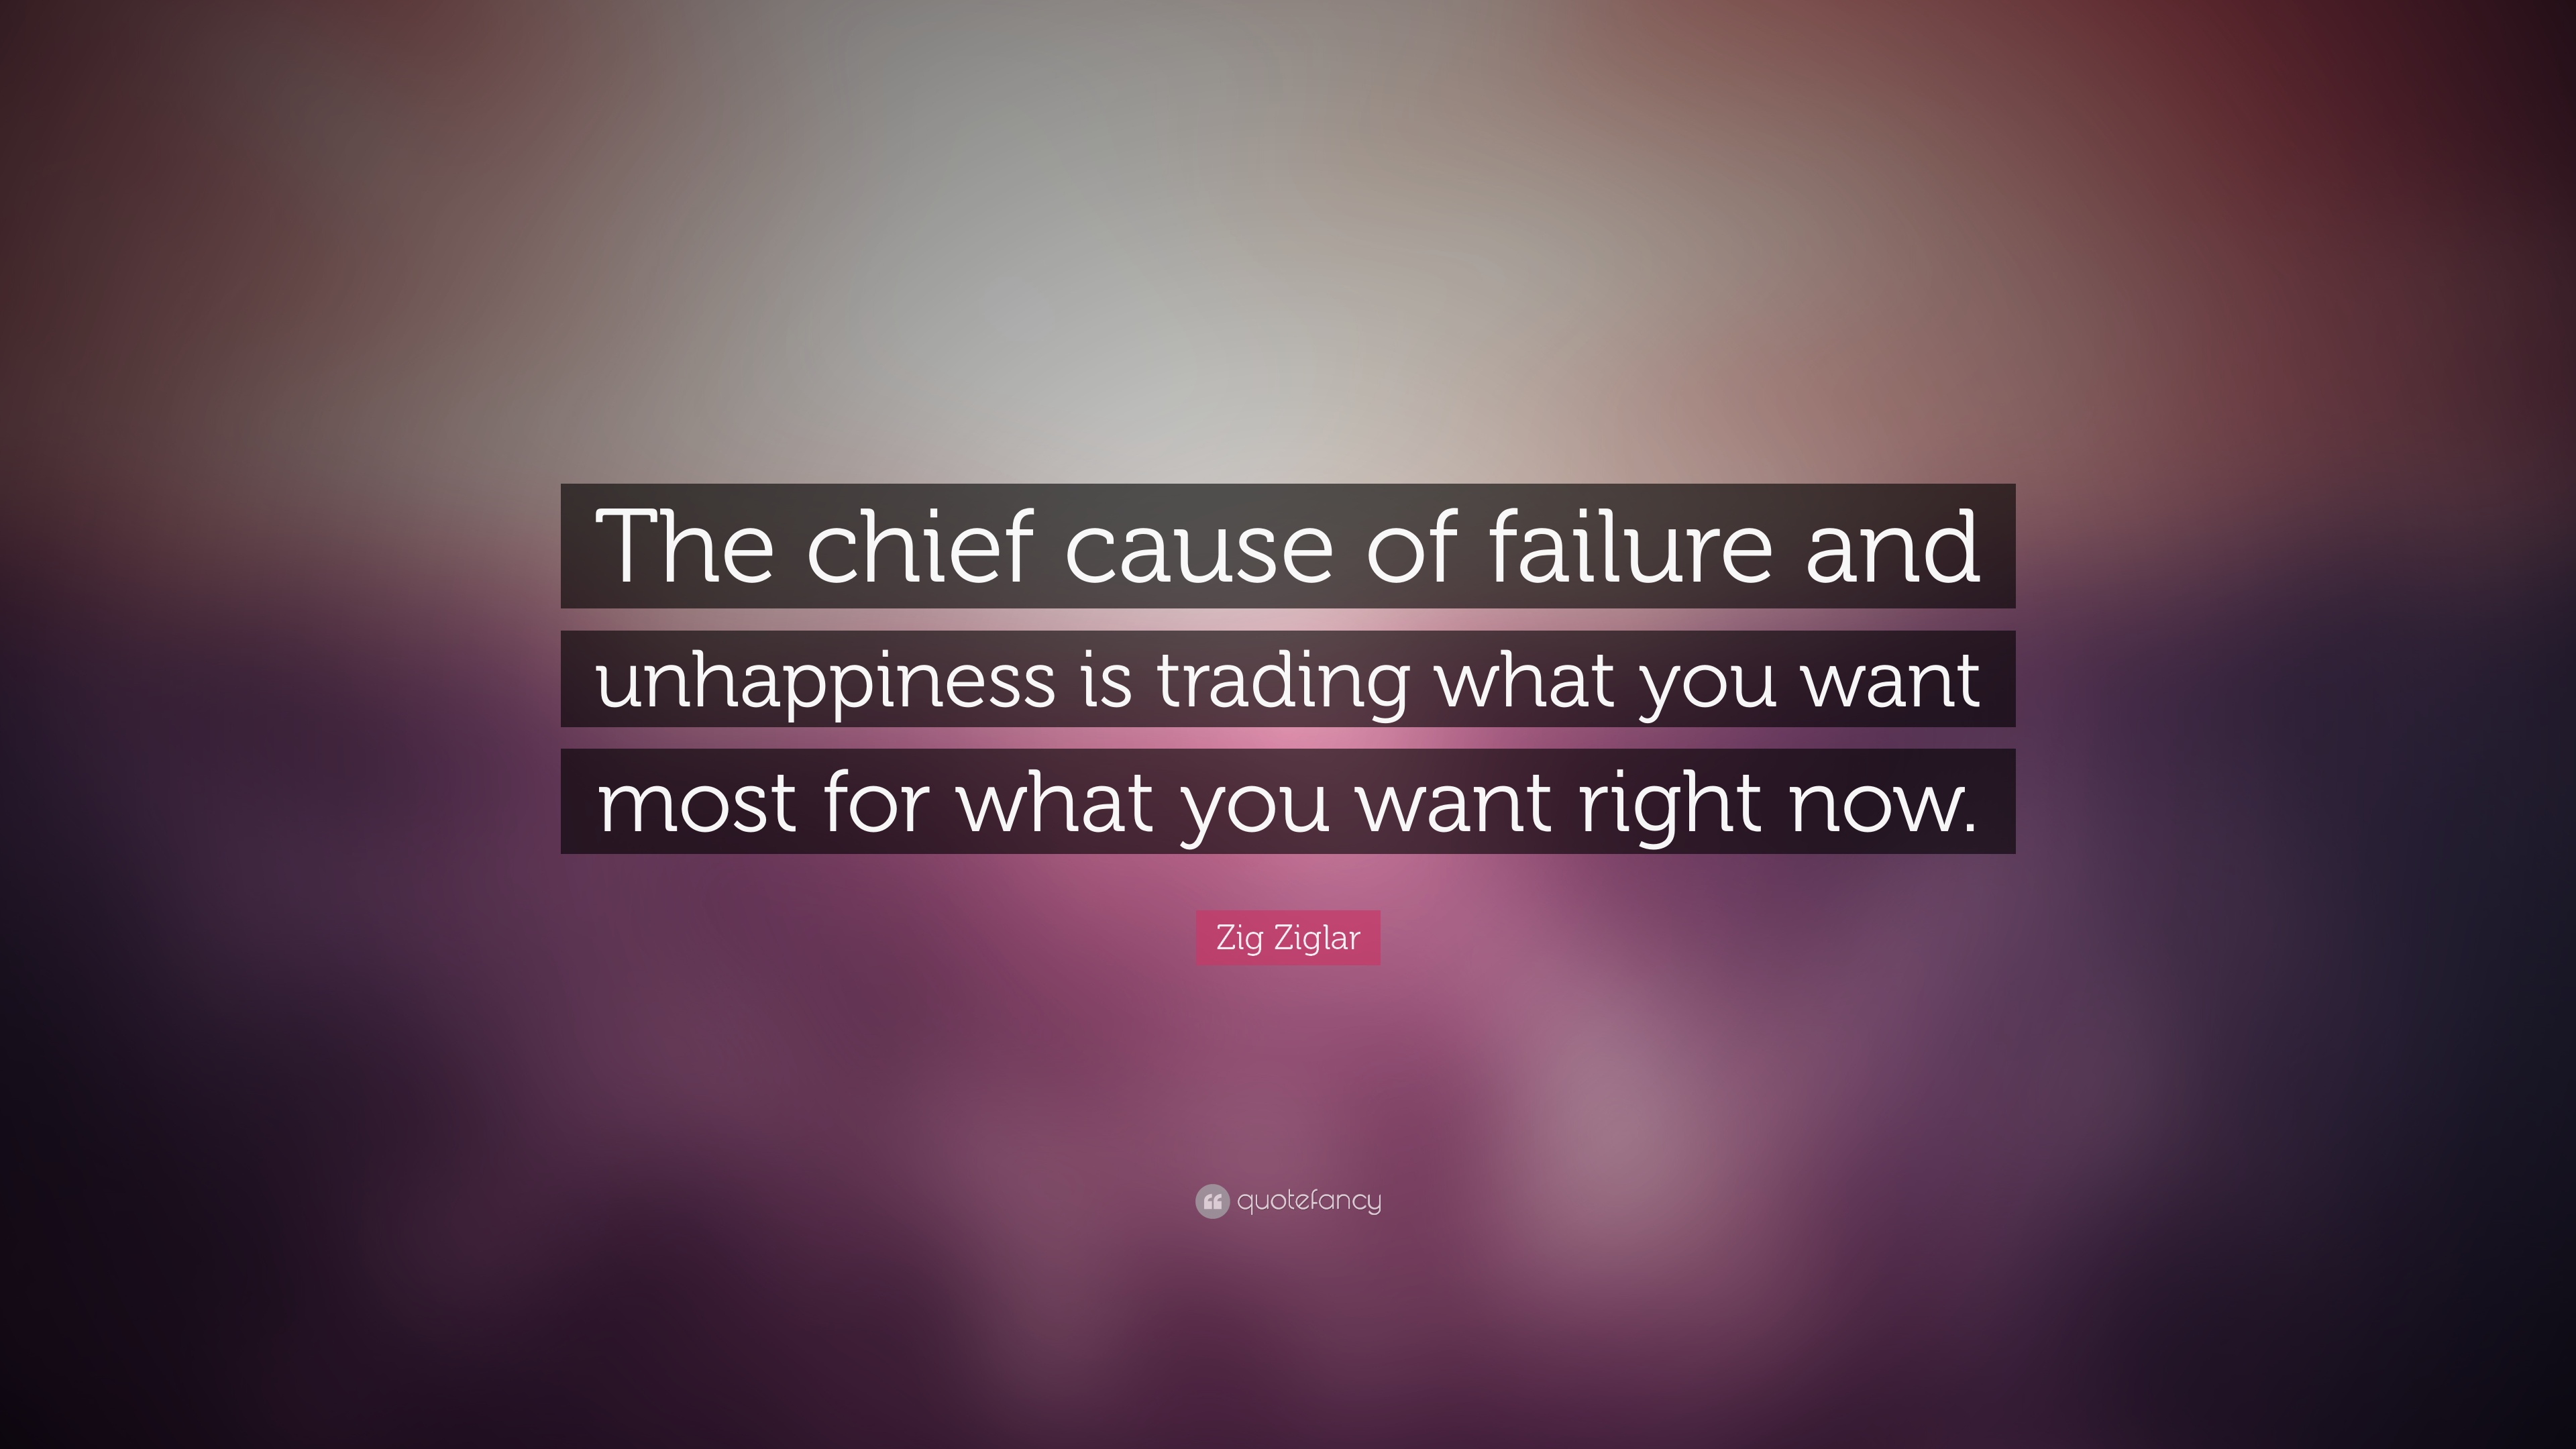 The chief cause of failure and
unhappiness is trading what you want
most for what you want right now.
Zig Ziglar
quotefancy